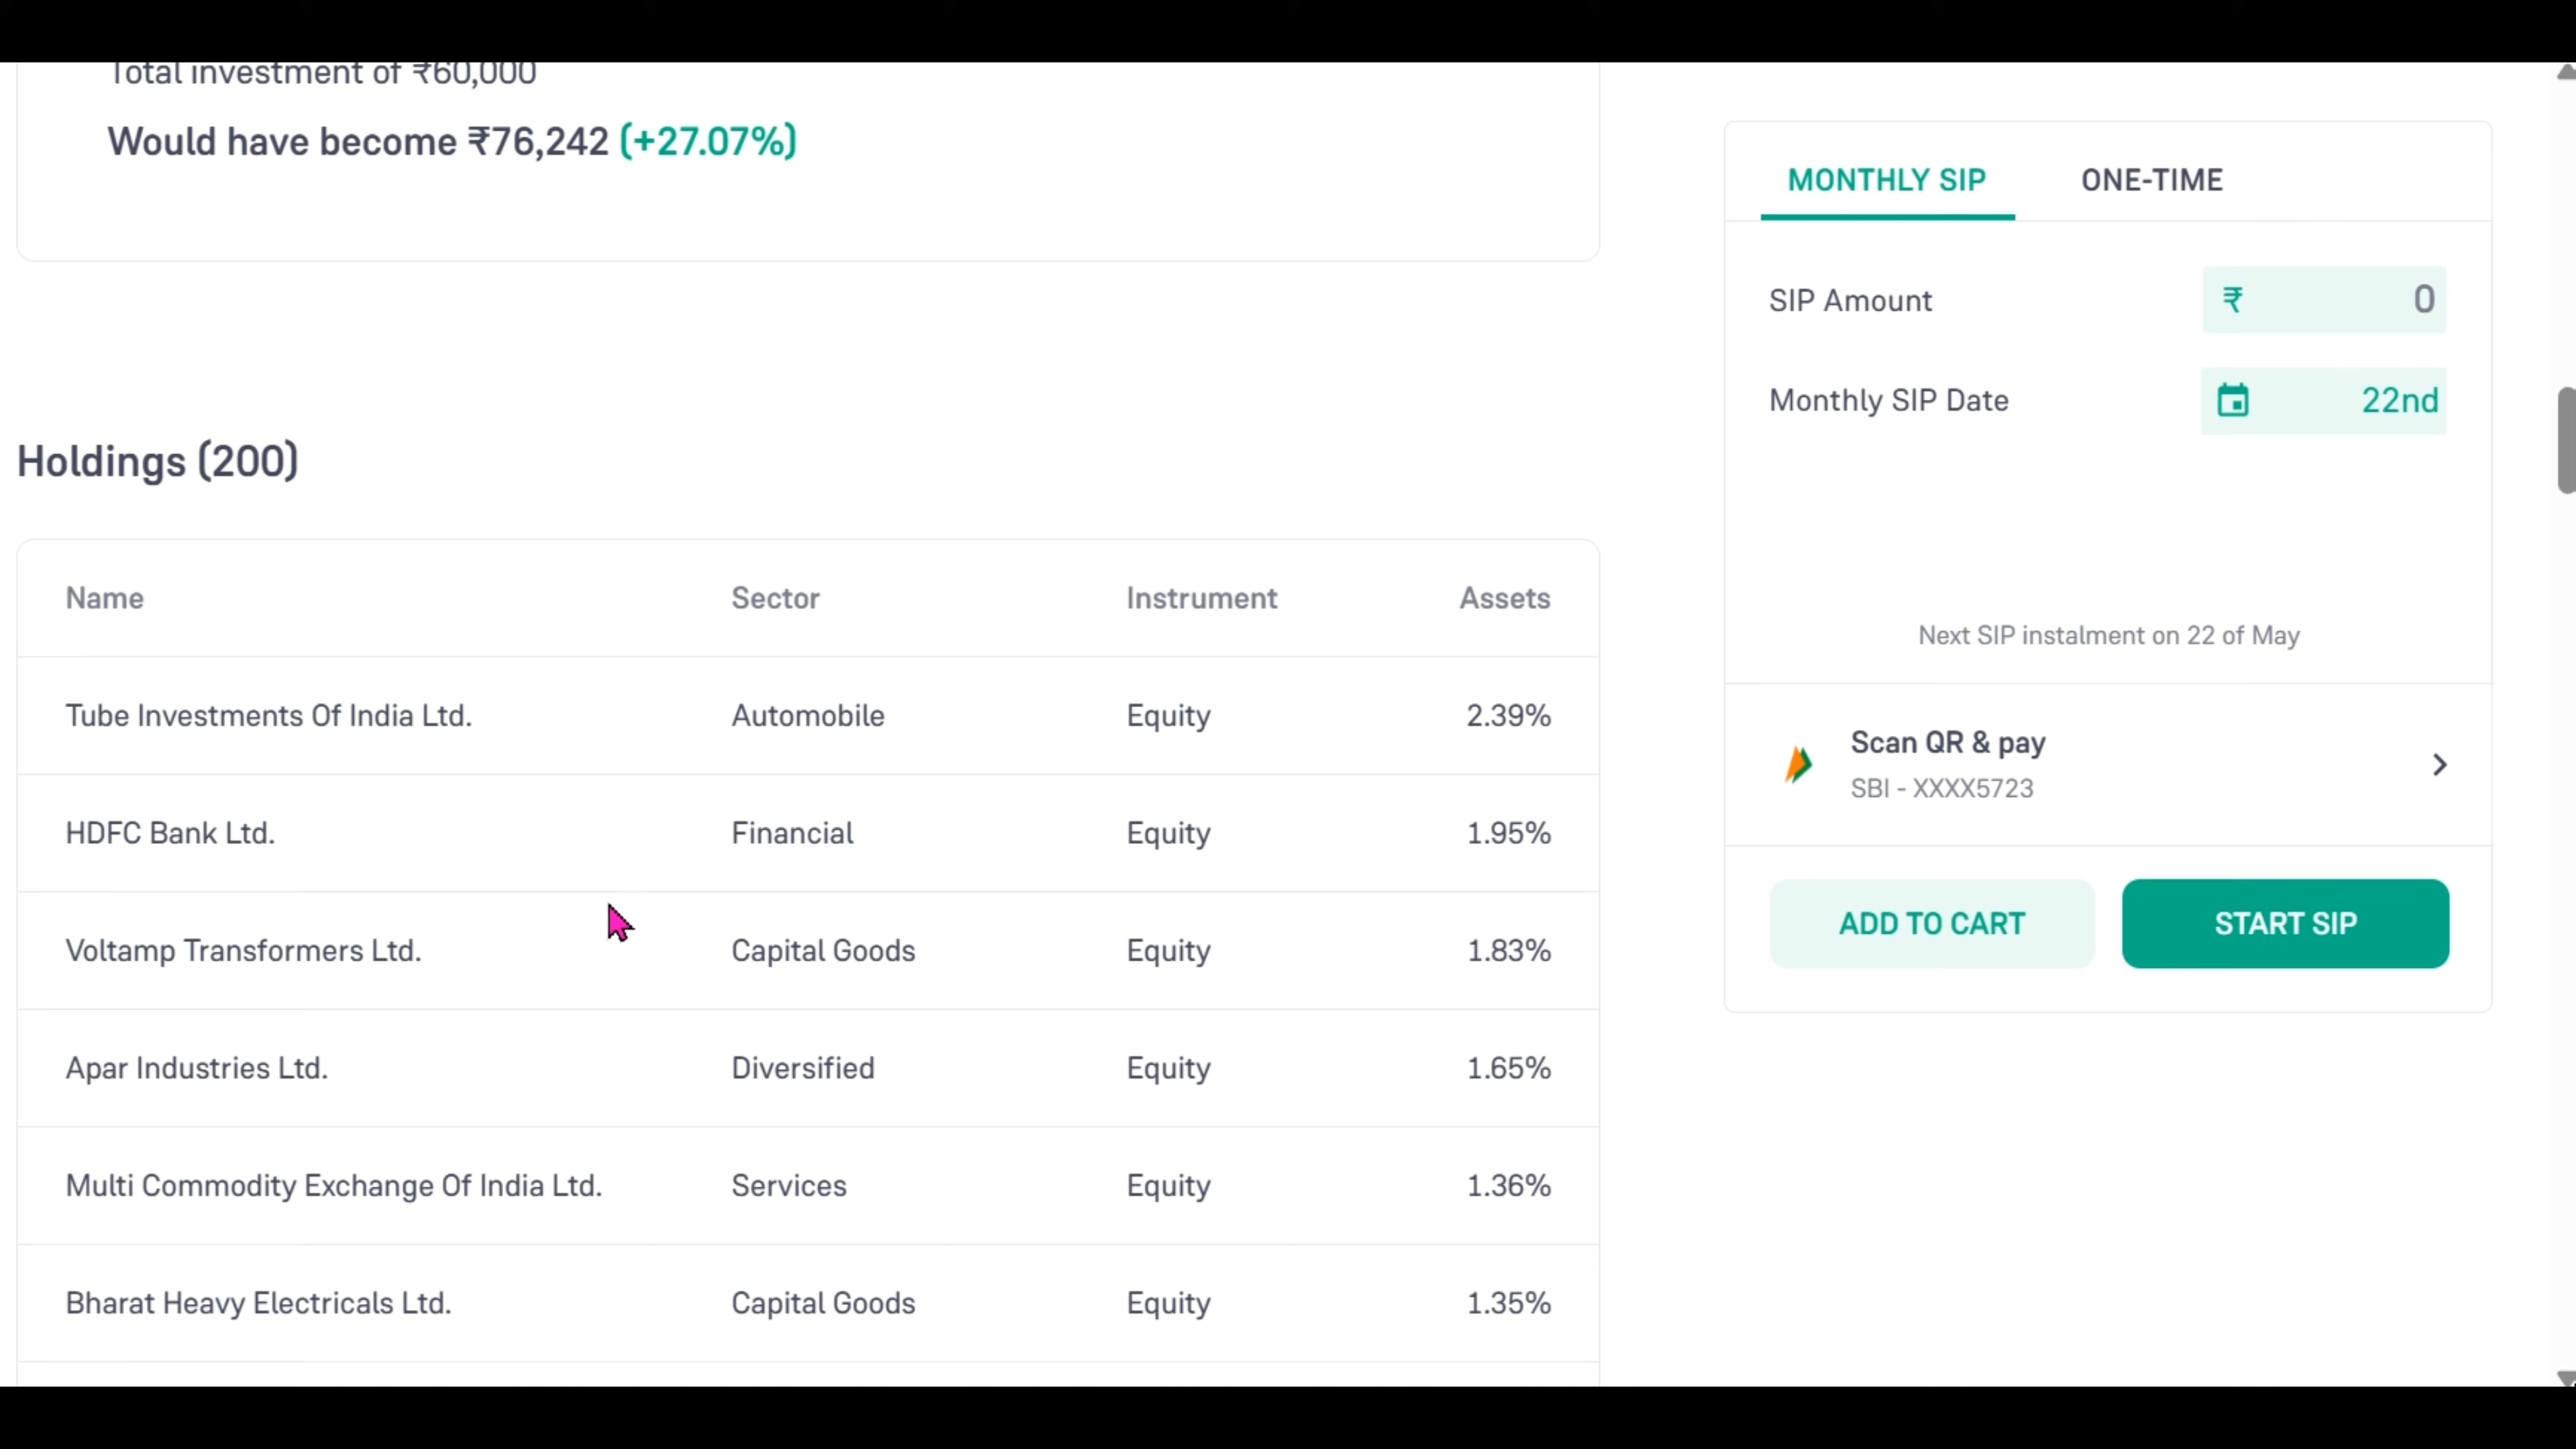 Total investment of ₹60,000
Would have become ₹76,242 (+27.07%)
Holdings (200)
Name Sector Instrument Assets
Tube Investments Of India Ltd. Automobile Equity 2.39%
HDFC Bank Ltd. Financial Equity 1.95%
Voltamp Transformers Ltd. Capital Goods Equity 1.83%
Apar Industries Ltd. Diversified Equity 1.65%
Multi Commodity Exchange Of India Ltd. Services Equity 1.36%
Bharat Heavy Electricals Ltd. Capital Goods Equity 1.35%
MONTHLY SIP ONE-TIME
SIP Amount ₹ 0
Monthly SIP Date 22nd
Next SIP instalment on 22 of May
Scan QR & pay
SBI - XXXX5723
ADD TO CART START SIP